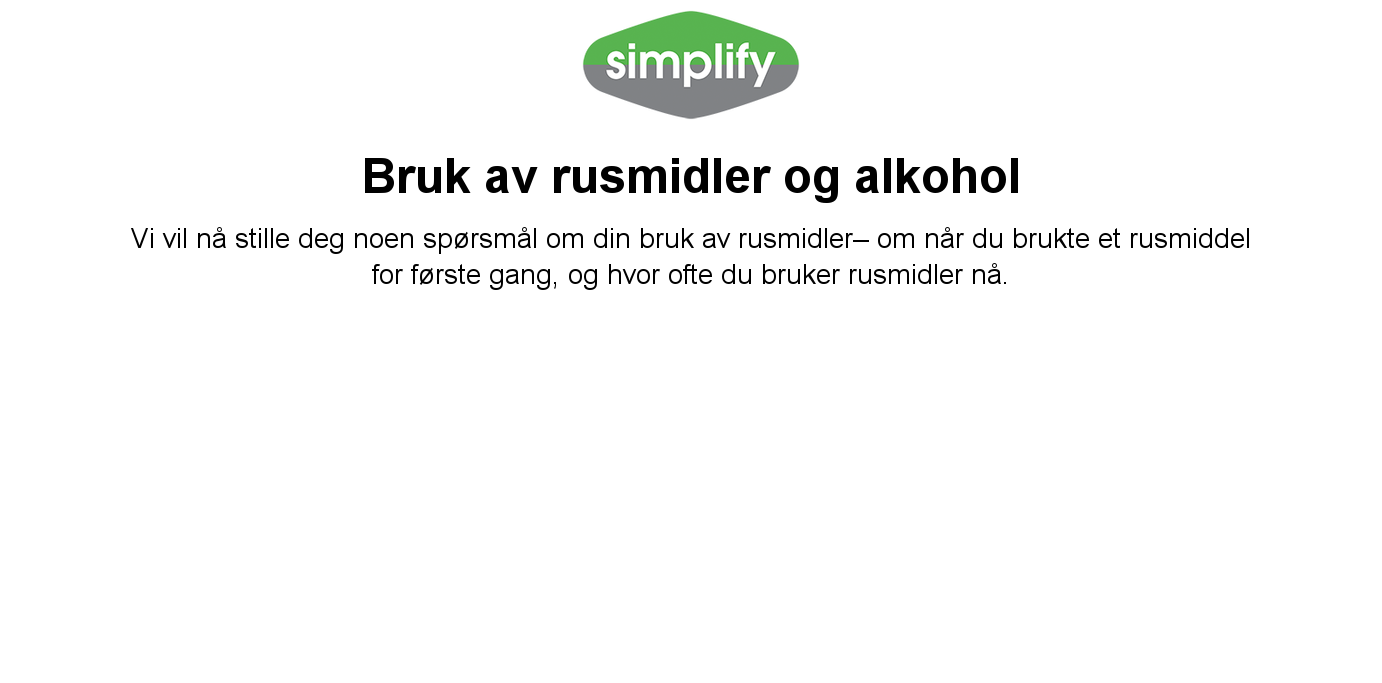 simplify
Bruk av rusmidler og alkohol
Vi vil nå stille deg noen spørsmål om din bruk av rusmidler– om når du brukte et rusmiddel
for første gang, og hvor ofte du bruker rusmidler nå.